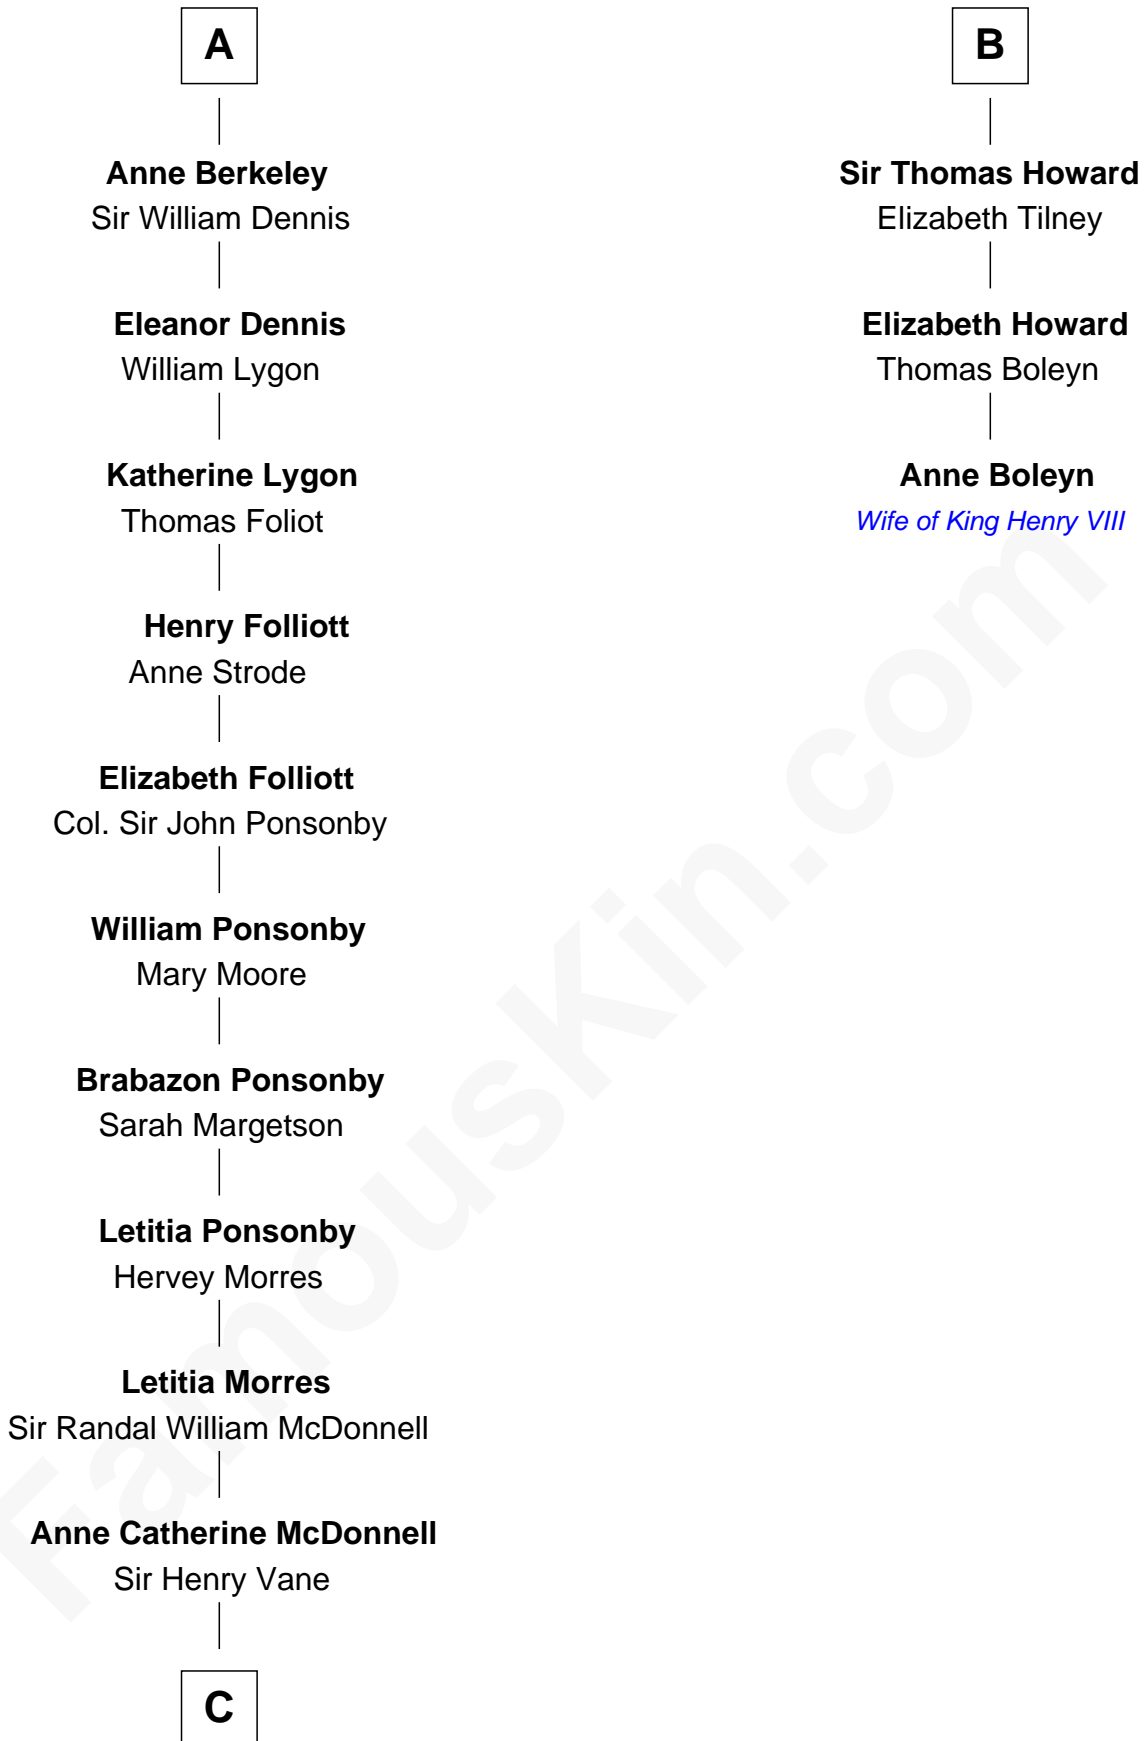 A
Anne Berkeley
Sir William Dennis
Eleanor Dennis
William Lygon
Katherine Lygon
Thomas Foliot
Henry Folliott
Anne Strode
Elizabeth Folliott
Col. Sir John Ponsonby
William Ponsonby
Mary Moore
Brabazon Ponsonby
Sarah Margetson
Letitia Ponsonby
Hervey Morres
Letitia Morres
Sir Randal William McDonnell
Anne Catherine McDonnell
Sir Henry Vane
C
B
Sir Thomas Howard
Elizabeth Tilney
Elizabeth Howard
Thomas Boleyn
Anne Boleyn
Wife of King Henry VIII
FamousKin.com